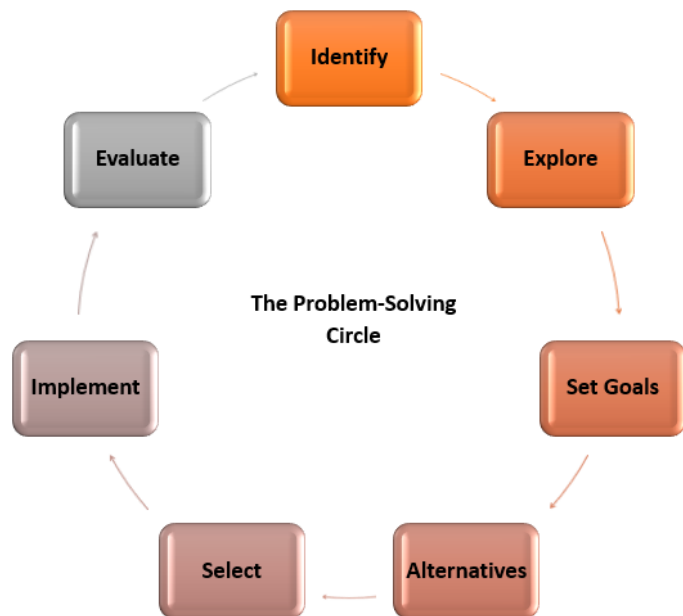 Identify
Explore
Set Goals
Alternatives
Select
Implement
Evaluate
The Problem-Solving
Circle